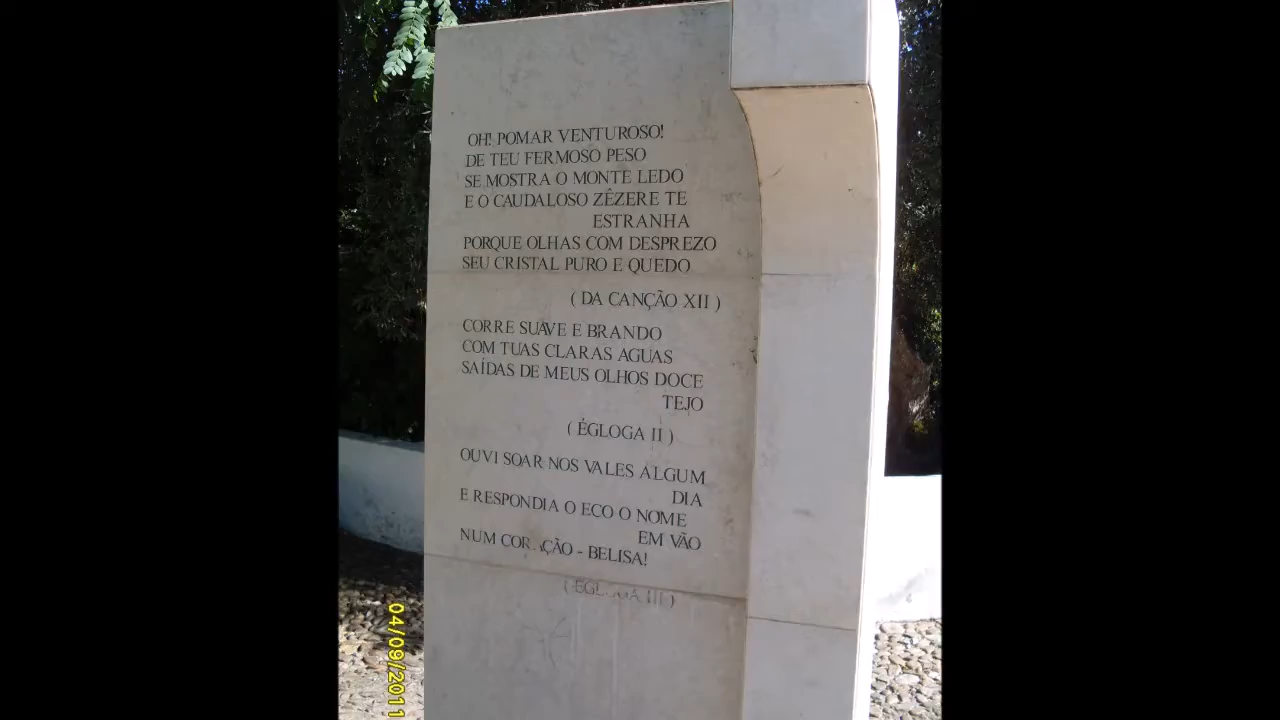 OH! POMAR VENTUROSO!
DE TEU FERMOSO PESO
SE MOSTRA O MONTE LEDO
E O CAUDALOSO ZÊZERE TE
ESTRANHA
PORQUE OLHAS COM DESPREZO
SEU CRISTAL PURO E QUEDO
( DA CANÇÃO XII )
CORRE SUAVE E BRANDO
COM TUAS CLARAS AGUAS
SAÍDAS DE MEUS OLHOS DOCE
TEJO
( ÉGLOGA II )
OUVI SOAR NOS VALES ALGUM
DIA
E RESPONDIA O ECO O NOME
EM VÃO
NUM CORAÇÃO - BELISA!
( EGLOGA III )
04/09/2011